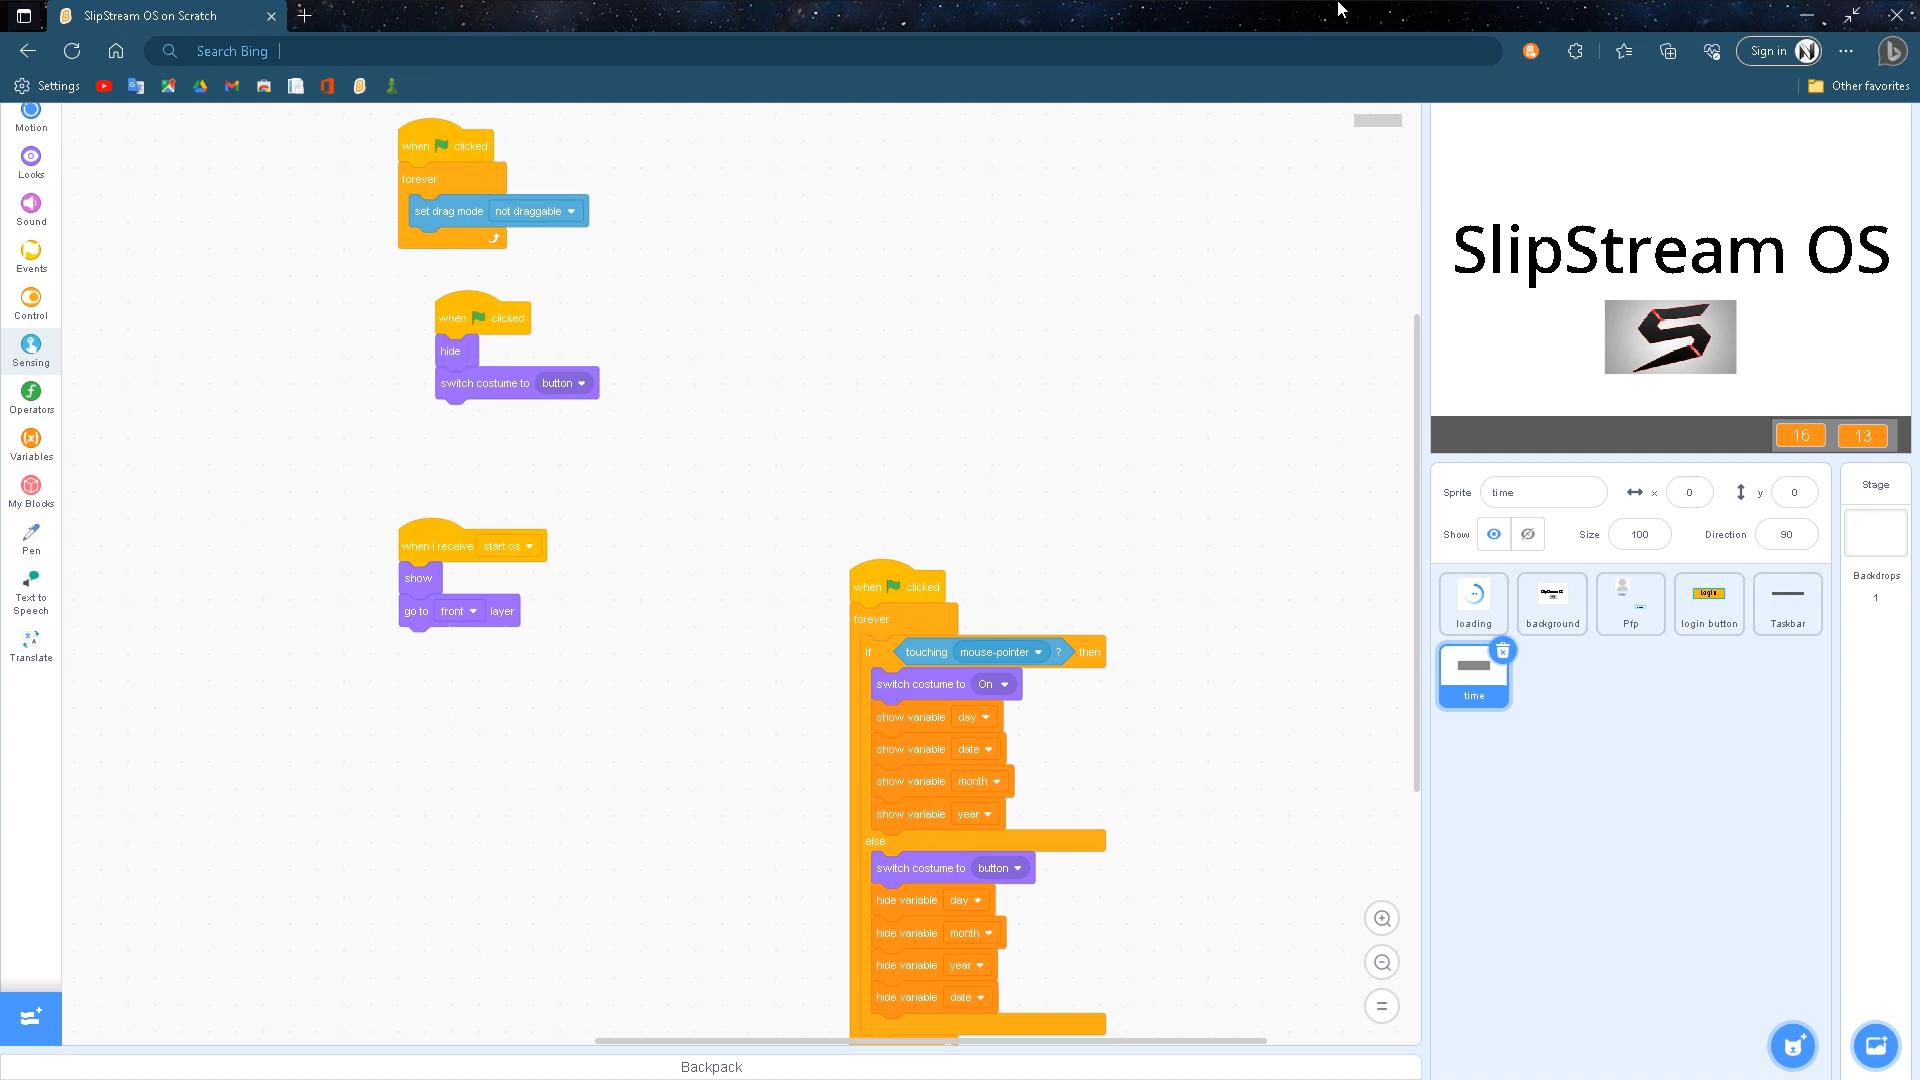 SlipStream OS on Scratch
Search Bing
Sign in
Settings
Other favorites
Motion
Looks
Sound
Events
Control
Sensing
Operators
Variables
My Blocks
Pen
Text to
Speech
Translate
when clicked
forever
set drag mode not draggable
when clicked
hide
switch costume to button
when I receive start os
show
go to front layer
when clicked
forever
if touching mouse-pointer ? then
switch costume to On
show variable day
show variable date
show variable month
show variable year
else
switch costume to button
hide variable day
hide variable month
hide variable year
hide variable date
Backpack
SlipStream OS
16 13
Sprite time x 0 y 0
Show Size 100 Direction 90
loading
SlipStream OS
background
Pfp
Login
login button
Taskbar
time
Stage
Backdrops
1